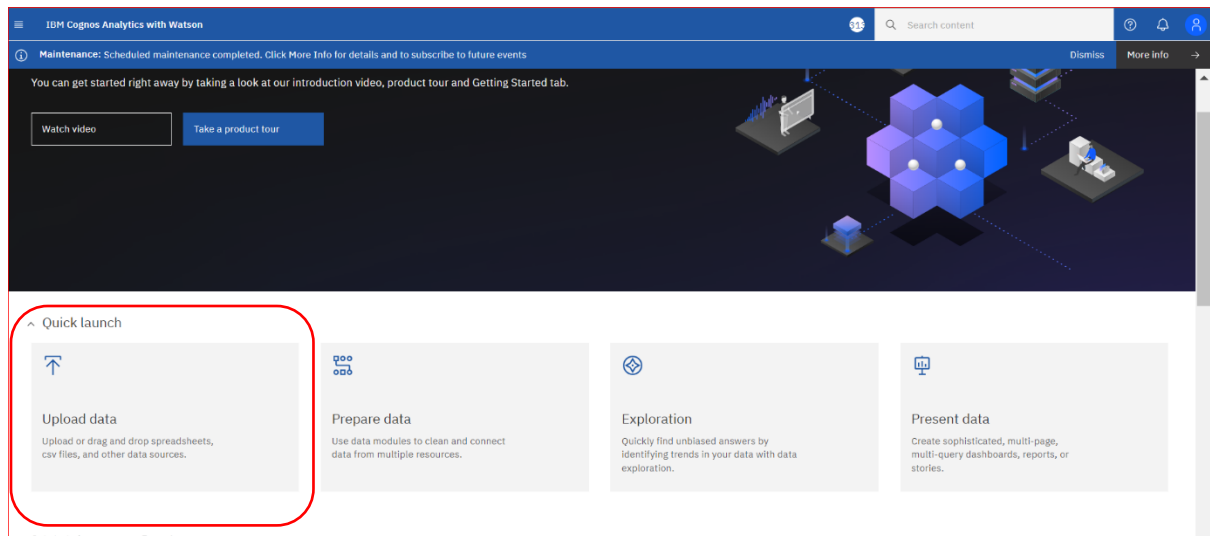 IBM Cognos Analytics with Watson
Search content
Maintenance: Scheduled maintenance completed. Click More Info for details and to subscribe to future events
Dismiss
More info
You can get started right away by taking a look at our introduction video, product tour and Getting Started tab.
Watch video
Take a product tour
Quick launch
Upload data
Upload or drag and drop spreadsheets,
csv files, and other data sources.
Prepare data
Use data modules to clean and connect
data from multiple resources.
Exploration
Quickly find unbiased answers by
identifying trends in your data with data
exploration.
Present data
Create sophisticated, multi-page,
multi-query dashboards, reports, or
stories.